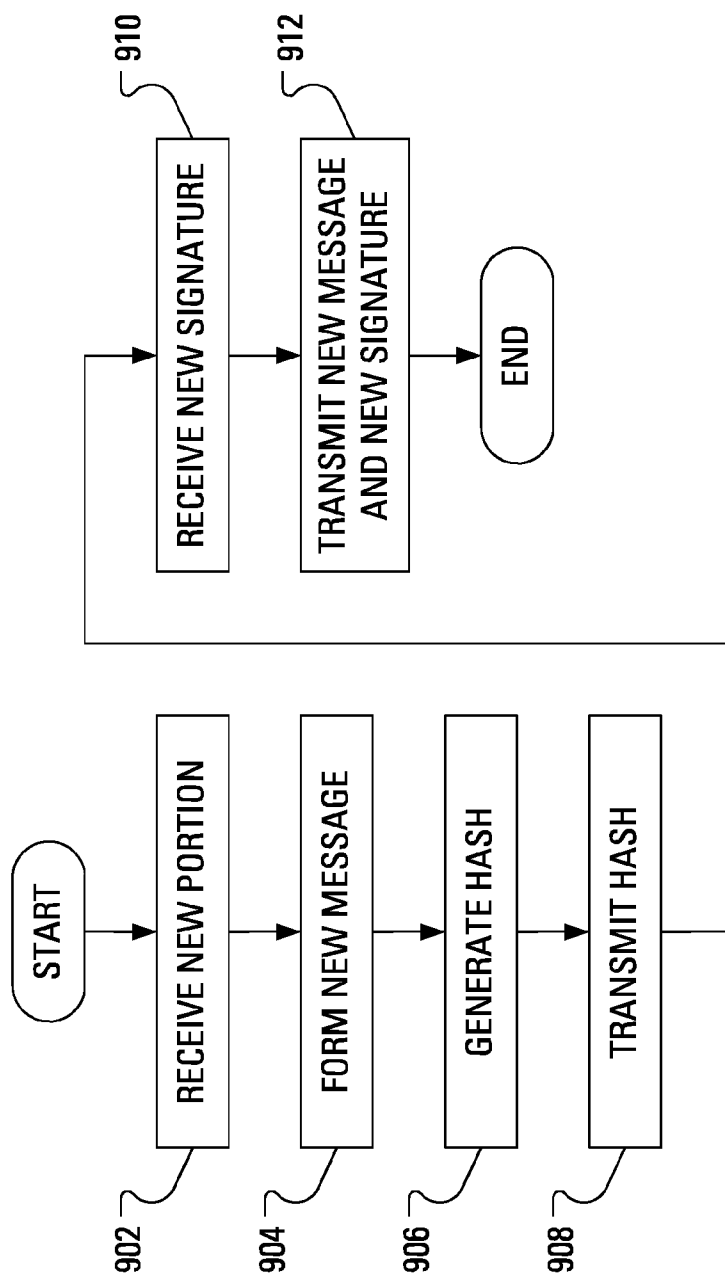 START
902
RECEIVE NEW PORTION
904
FORM NEW MESSAGE
906
GENERATE HASH
908
TRANSMIT HASH
RECEIVE NEW SIGNATURE
910
TRANSMIT NEW MESSAGE
AND NEW SIGNATURE
912
END